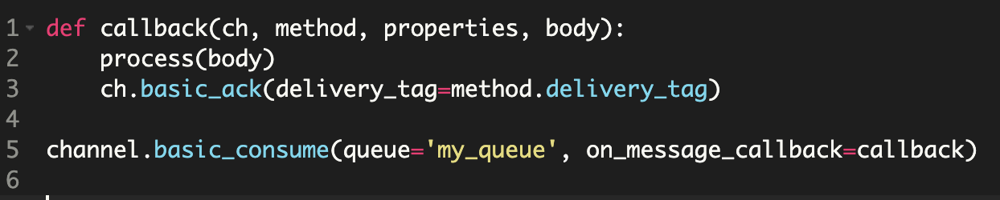 1 def callback(ch, method, properties, body):
2     process(body)
3     ch.basic_ack(delivery_tag=method.delivery_tag)
4
5 channel.basic_consume(queue='my_queue', on_message_callback=callback)
6